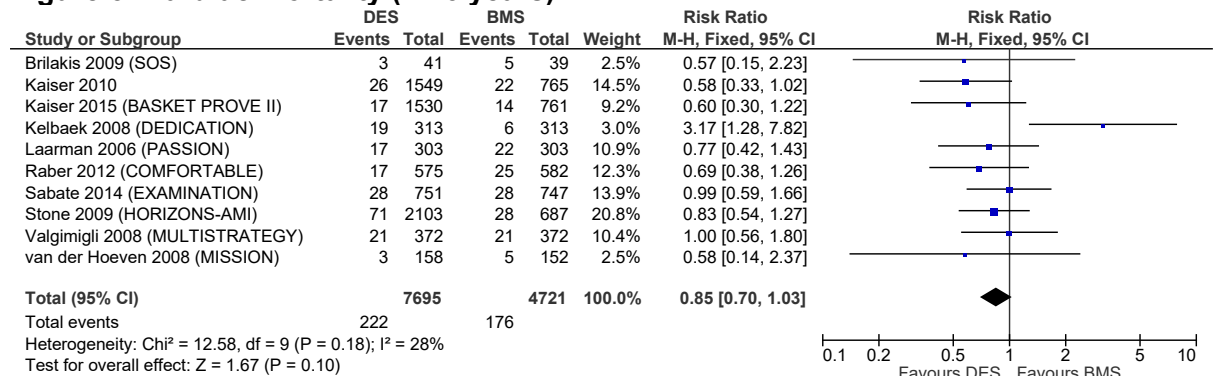 DES BMS Risk Ratio Risk Ratio
Study or Subgroup Events Total Events Total Weight M-H, Fixed, 95% CI M-H, Fixed, 95% CI
Brilakis 2009 (SOS) 3 41 5 39 2.5% 0.57 [0.15, 2.23]
Kaiser 2010 26 1549 22 765 14.5% 0.58 [0.33, 1.02]
Kaiser 2015 (BASKET PROVE II) 17 1530 14 761 9.2% 0.60 [0.30, 1.22]
Kelbaek 2008 (DEDICATION) 19 313 6 313 3.0% 3.17 [1.28, 7.82]
Laarman 2006 (PASSION) 17 303 22 303 10.9% 0.77 [0.42, 1.43]
Raber 2012 (COMFORTABLE) 17 575 25 582 12.3% 0.69 [0.38, 1.26]
Sabate 2014 (EXAMINATION) 28 751 28 747 13.9% 0.99 [0.59, 1.66]
Stone 2009 (HORIZONS-AMI) 71 2103 28 687 20.8% 0.83 [0.54, 1.27]
Valgimigli 2008 (MULTISTRATEGY) 21 372 21 372 10.4% 1.00 [0.56, 1.80]
van der Hoeven 2008 (MISSION) 3 158 5 152 2.5% 0.58 [0.14, 2.37]
Total (95% CI) 7695 4721 100.0% 0.85 [0.70, 1.03]
Total events 222 176
Heterogeneity: Chi² = 12.58, df = 9 (P = 0.18); I² = 28%
Test for overall effect: Z = 1.67 (P = 0.10)
0.1 0.2 0.5 1 2 5 10
Favours DES Favours BMS